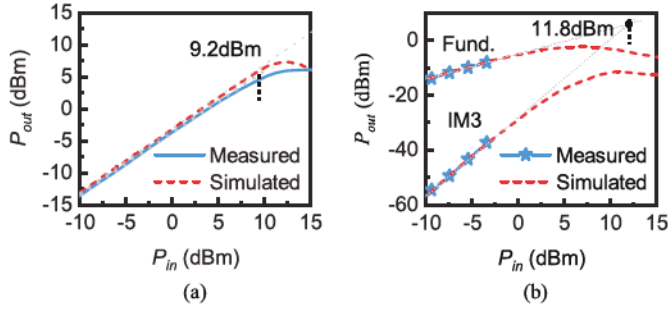 15
10
5
0
-5
-10
-15
P_out (dBm)
9.2dBm
Measured
Simulated
-10 -5 0 5 10 15
P_in (dBm)
(a)
0
-20
-40
-60
P_out (dBm)
11.8dBm
Fund.
IM3
Measured
Simulated
-10 -5 0 5 10 15
P_in (dBm)
(b)